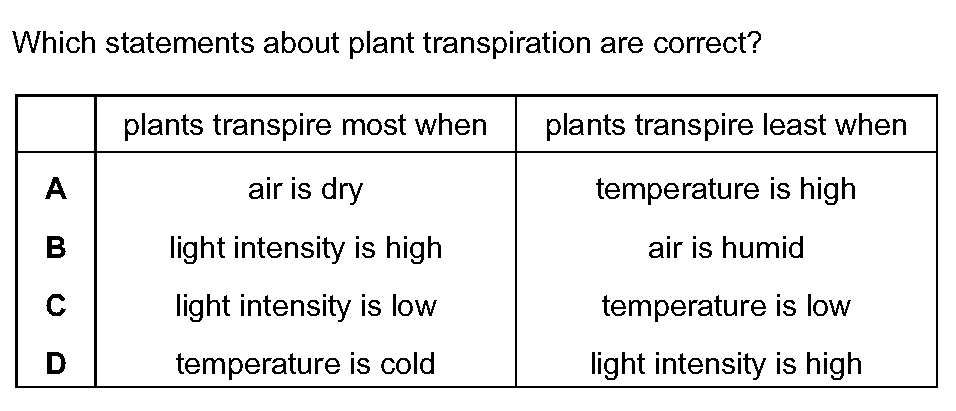 Which statements about plant transpiration are correct?
plants transpire most when plants transpire least when
A air is dry temperature is high
B light intensity is high air is humid
C light intensity is low temperature is low
D temperature is cold light intensity is high